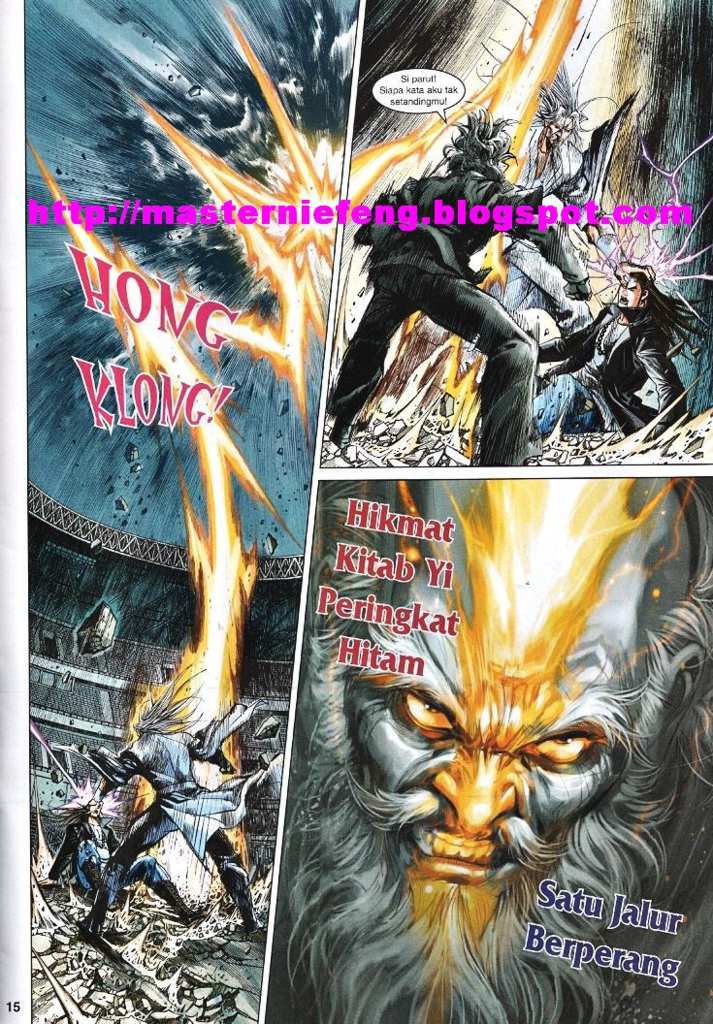 HONG
KLONG!
Si parut!
Siapa kata aku tak
setandingmu!
http://masterniefeng.blogspot.com
Hikmat
Kitab Yi
Peringkat
Hitam
Satu Jalur
Berperang
15